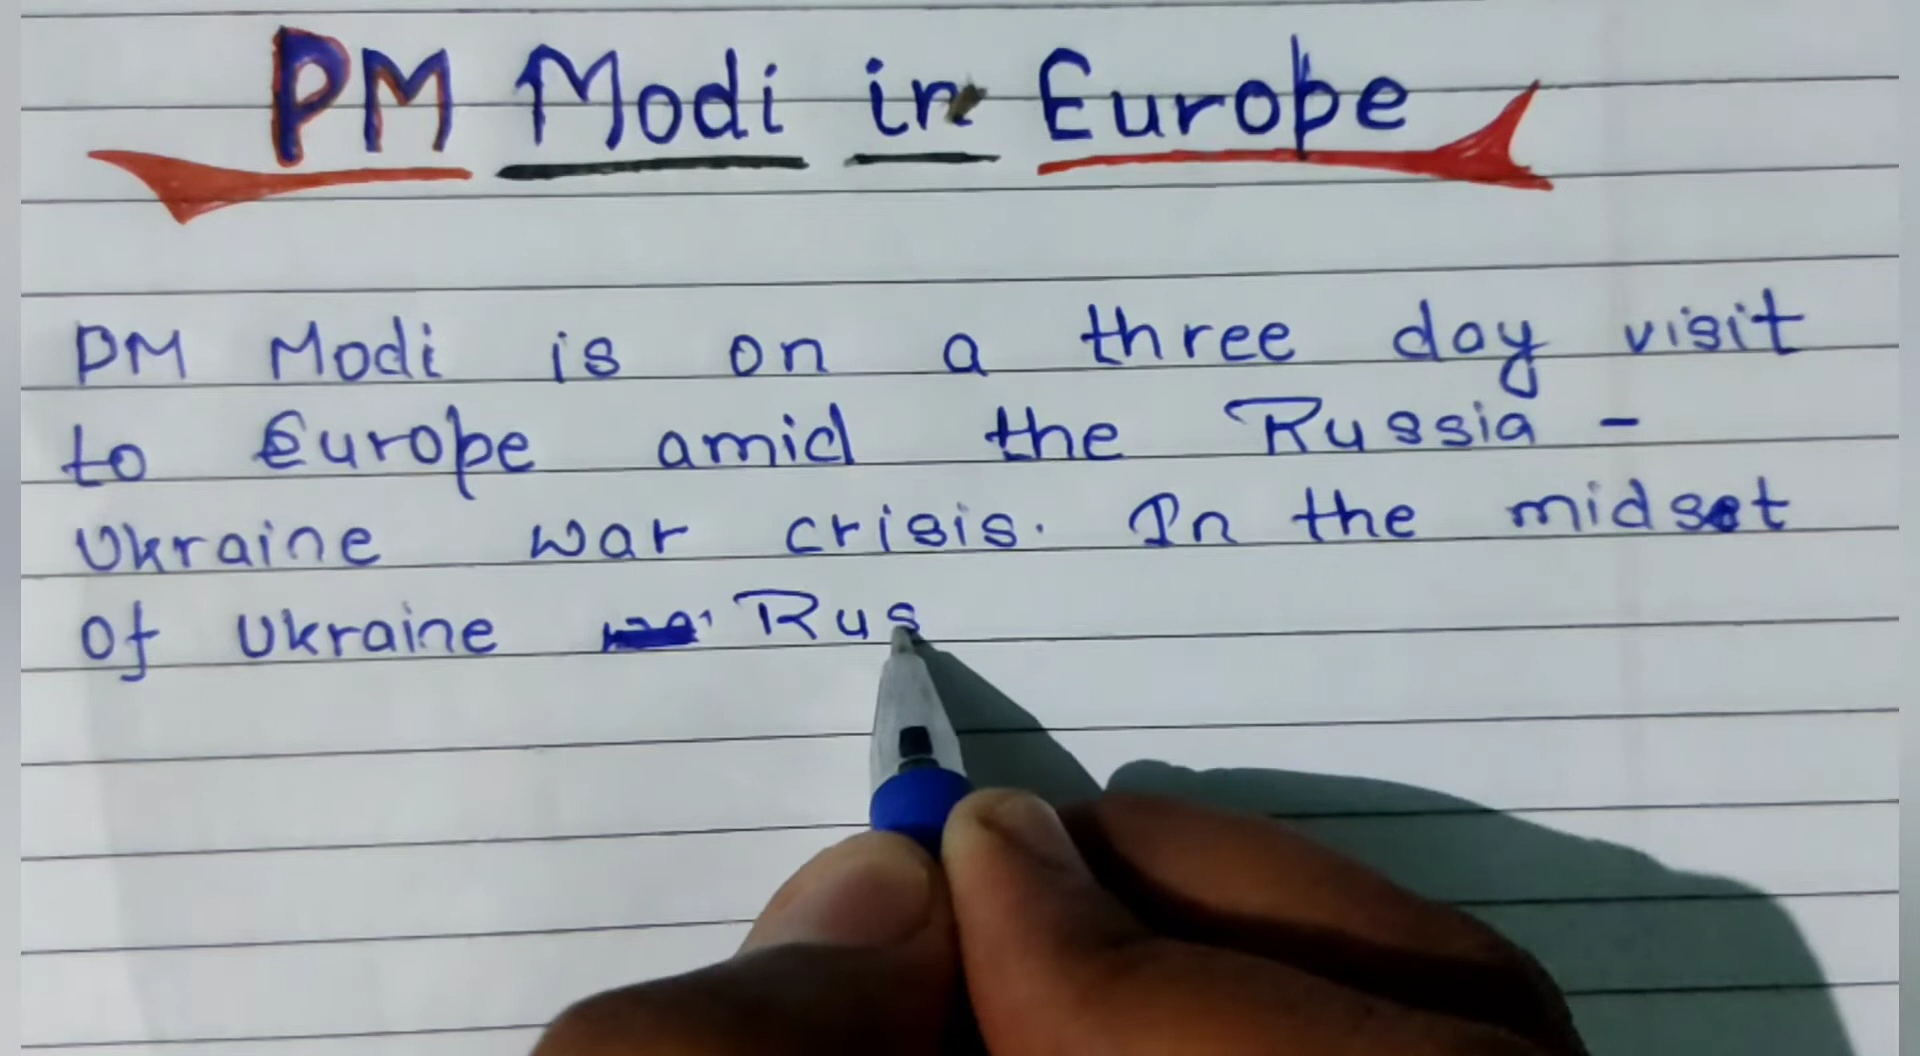 PM Modi in Europe
PM Modi is on a three day visit
to Europe amid the Russia -
Ukraine war crisis. In the midset
of Ukraine Rus